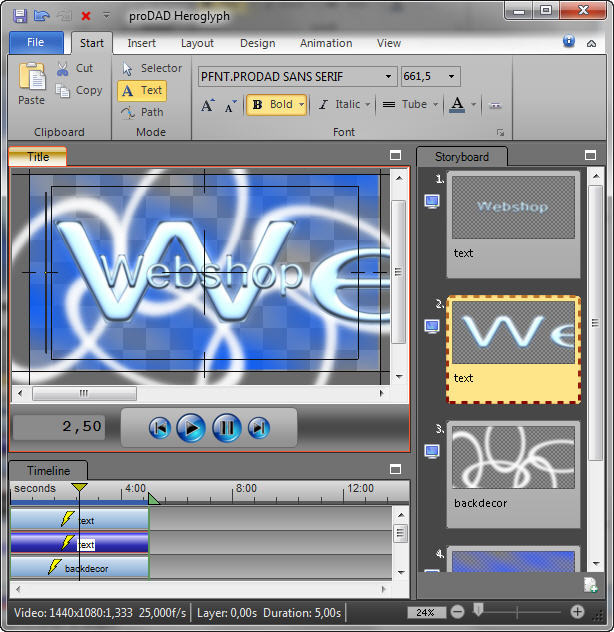 proDAD Heroglyph
File Start Insert Layout Design Animation View
Paste Cut Copy
Clipboard
Selector
Text
Path
Mode
PFNT.PRODAD SANS SERIF 661,5
A A B Bold I Italic Tube A
Font
Title
We
Webshop
2,50
Storyboard
1.
Webshop
text
2.
We
text
3.
backdecor
4.
Timeline
seconds 4:00 8:00 12:00
text
text
backdecor
Video: 1440x1080:1,333 25,000f/s Layer: 0,00s Duration: 5,00s 24%